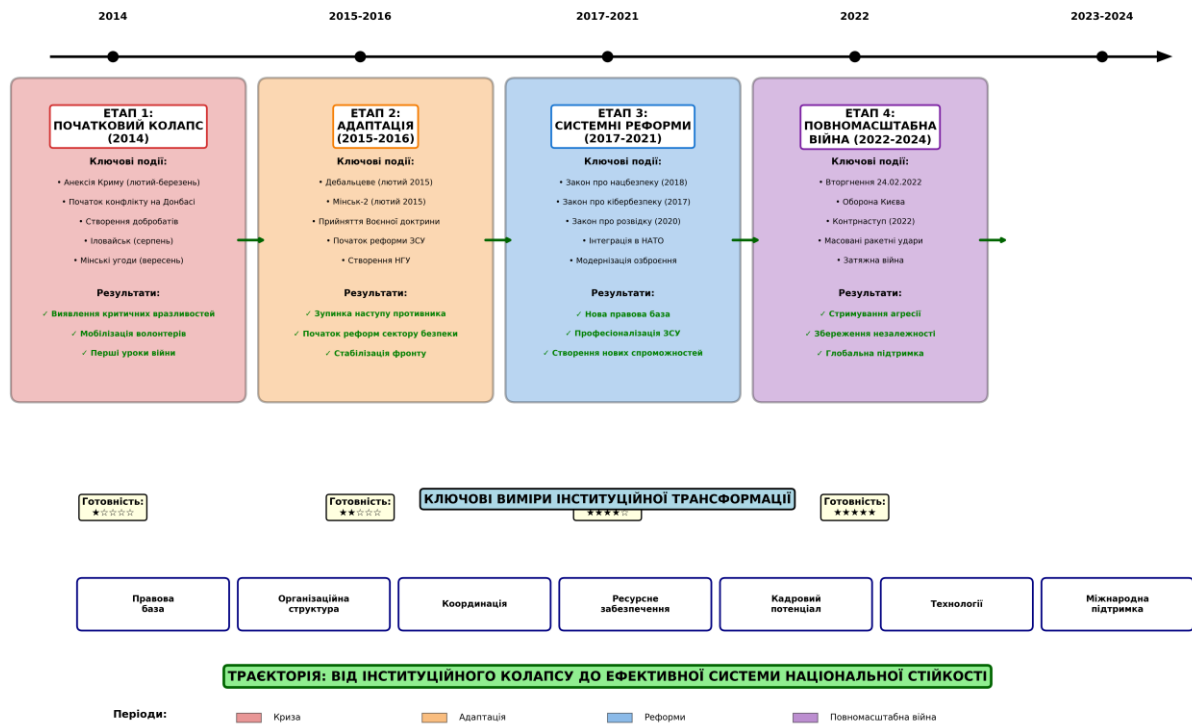 2014
2015-2016
2017-2021
2022
2023-2024
ЕТАП 1:
ПОЧАТКОВИЙ КОЛАПС
(2014)
Ключові події:
• Анексія Криму (лютий-березень)
• Початок конфлікту на Донбасі
• Створення добробатів
• Іловайськ (серпень)
• Мінські угоди (вересень)
Результати:
✓ Виявлення критичних вразливостей
✓ Мобілізація волонтерів
✓ Перші уроки війни
ЕТАП 2:
АДАПТАЦІЯ
(2015-2016)
Ключові події:
• Дебальцеве (лютий 2015)
• Мінськ-2 (лютий 2015)
• Прийняття Воєнної доктрини
• Початок реформи ЗСУ
• Створення НГУ
Результати:
✓ Зупинка наступу противника
✓ Початок реформ сектору безпеки
✓ Стабілізація фронту
ЕТАП 3:
СИСТЕМНІ РЕФОРМИ
(2017-2021)
Ключові події:
• Закон про нацбезпеку (2018)
• Закон про кібербезпеку (2017)
• Закон про розвідку (2020)
• Інтеграція в НАТО
• Модернізація озброєння
Результати:
✓ Нова правова база
✓ Професіоналізація ЗСУ
✓ Створення нових спроможностей
ЕТАП 4:
ПОВНОМАСШТАБНА
ВІЙНА (2022-2024)
Ключові події:
• Вторгнення 24.02.2022
• Оборона Києва
• Контрнаступ (2022)
• Масовані ракетні удари
• Затяжна війна
Результати:
✓ Стримування агресії
✓ Збереження незалежності
✓ Глобальна підтримка
Готовність:
★☆☆☆☆
Готовність:
★★☆☆☆
КЛЮЧОВІ ВИМІРИ ІНСТИТУЦІЙНОЇ ТРАНСФОРМАЦІЇ
★★★★☆
Готовність:
★★★★★
Правова
база
Організаційна
структура
Координація
Ресурсне
забезпечення
Кадровий
потенціал
Технології
Міжнародна
підтримка
ТРАЄКТОРІЯ: ВІД ІНСТИТУЦІЙНОГО КОЛАПСУ ДО ЕФЕКТИВНОЇ СИСТЕМИ НАЦІОНАЛЬНОЇ СТІЙКОСТІ
Періоди:
Криза
Адаптація
Реформи
Повномасштабна війна